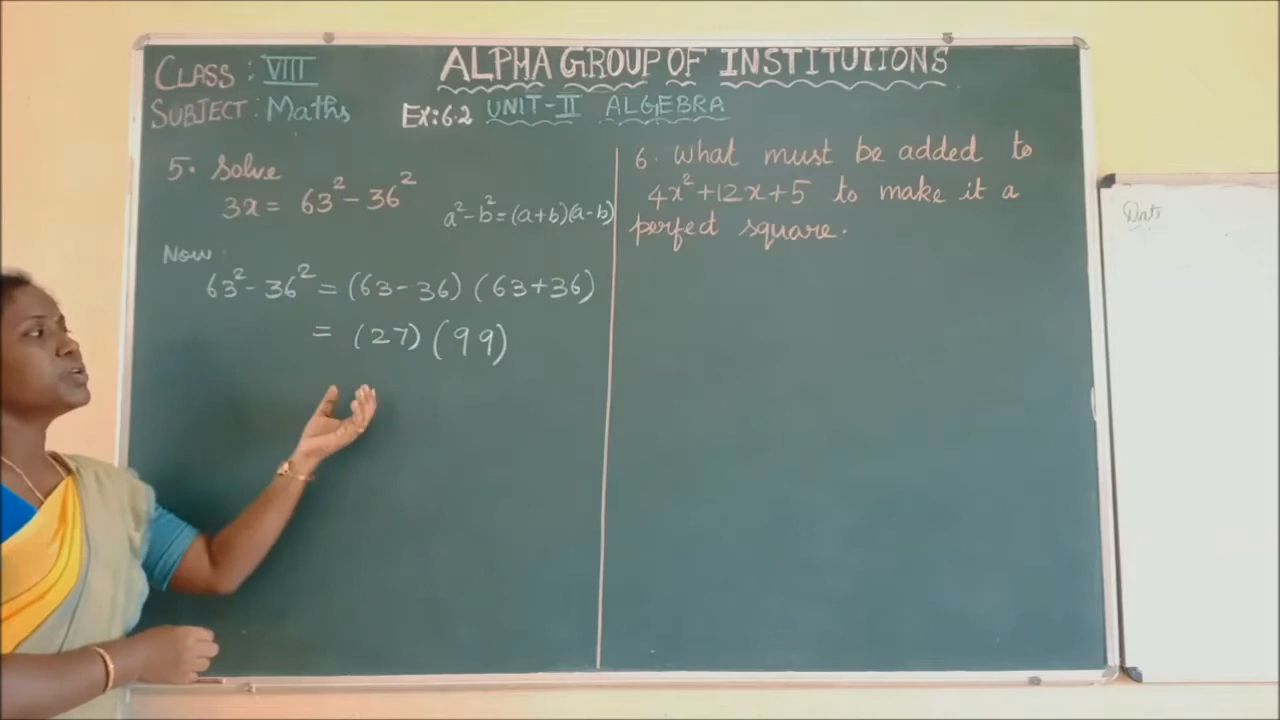 ALPHA GROUP OF INSTITUTIONS
CLASS : VIII
SUBJECT : Maths
Ex: 6.2 UNIT-II ALGEBRA
5. Solve
3x = 63² - 36²
a² - b² = (a+b)(a-b)
Now
63² - 36² = (63 - 36) (63 + 36)
= (27) (99)
6. What must be added to
4x² + 12x + 5 to make it a
perfect square.
Date